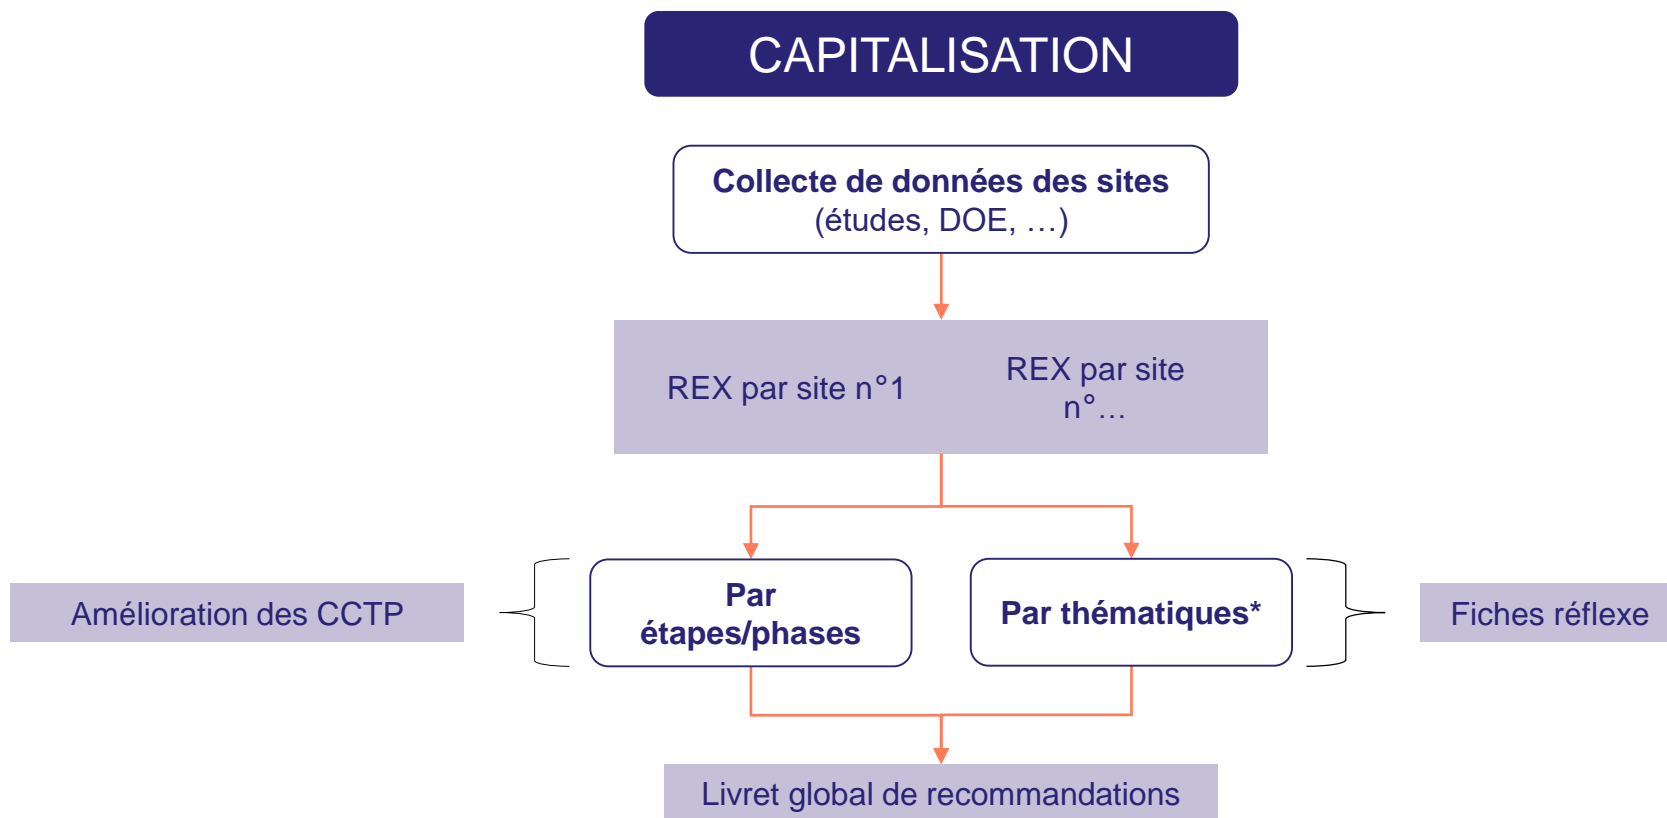 CAPITALISATION
Collecte de données des sites
(études, DOE, …)
REX par site n°1
REX par site
n°…
Amélioration des CCTP
Par
étapes/phases
Par thématiques*
Fiches réflexe
Livret global de recommandations